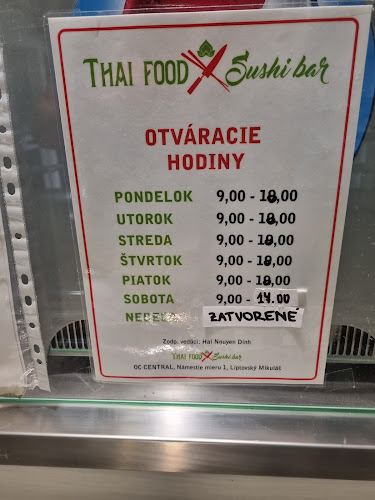 THAI FOOD Sushi bar
OTVÁRACIE
HODINY
PONDELOK 9,00 - 18,00
UTOROK 9,00 - 18,00
STREDA 9,00 - 18,00
ŠTVRTOK 9,00 - 18,00
PIATOK 9,00 - 18,00
SOBOTA 9,00 - 14.00
NEDEĽA ZATVORENÉ
Zodp. vedúci: Hai Nouyen Dinh
THAI FOOD Sushi bar
OC CENTRAL, Námestie mieru 1, Liptovský Mikuláš